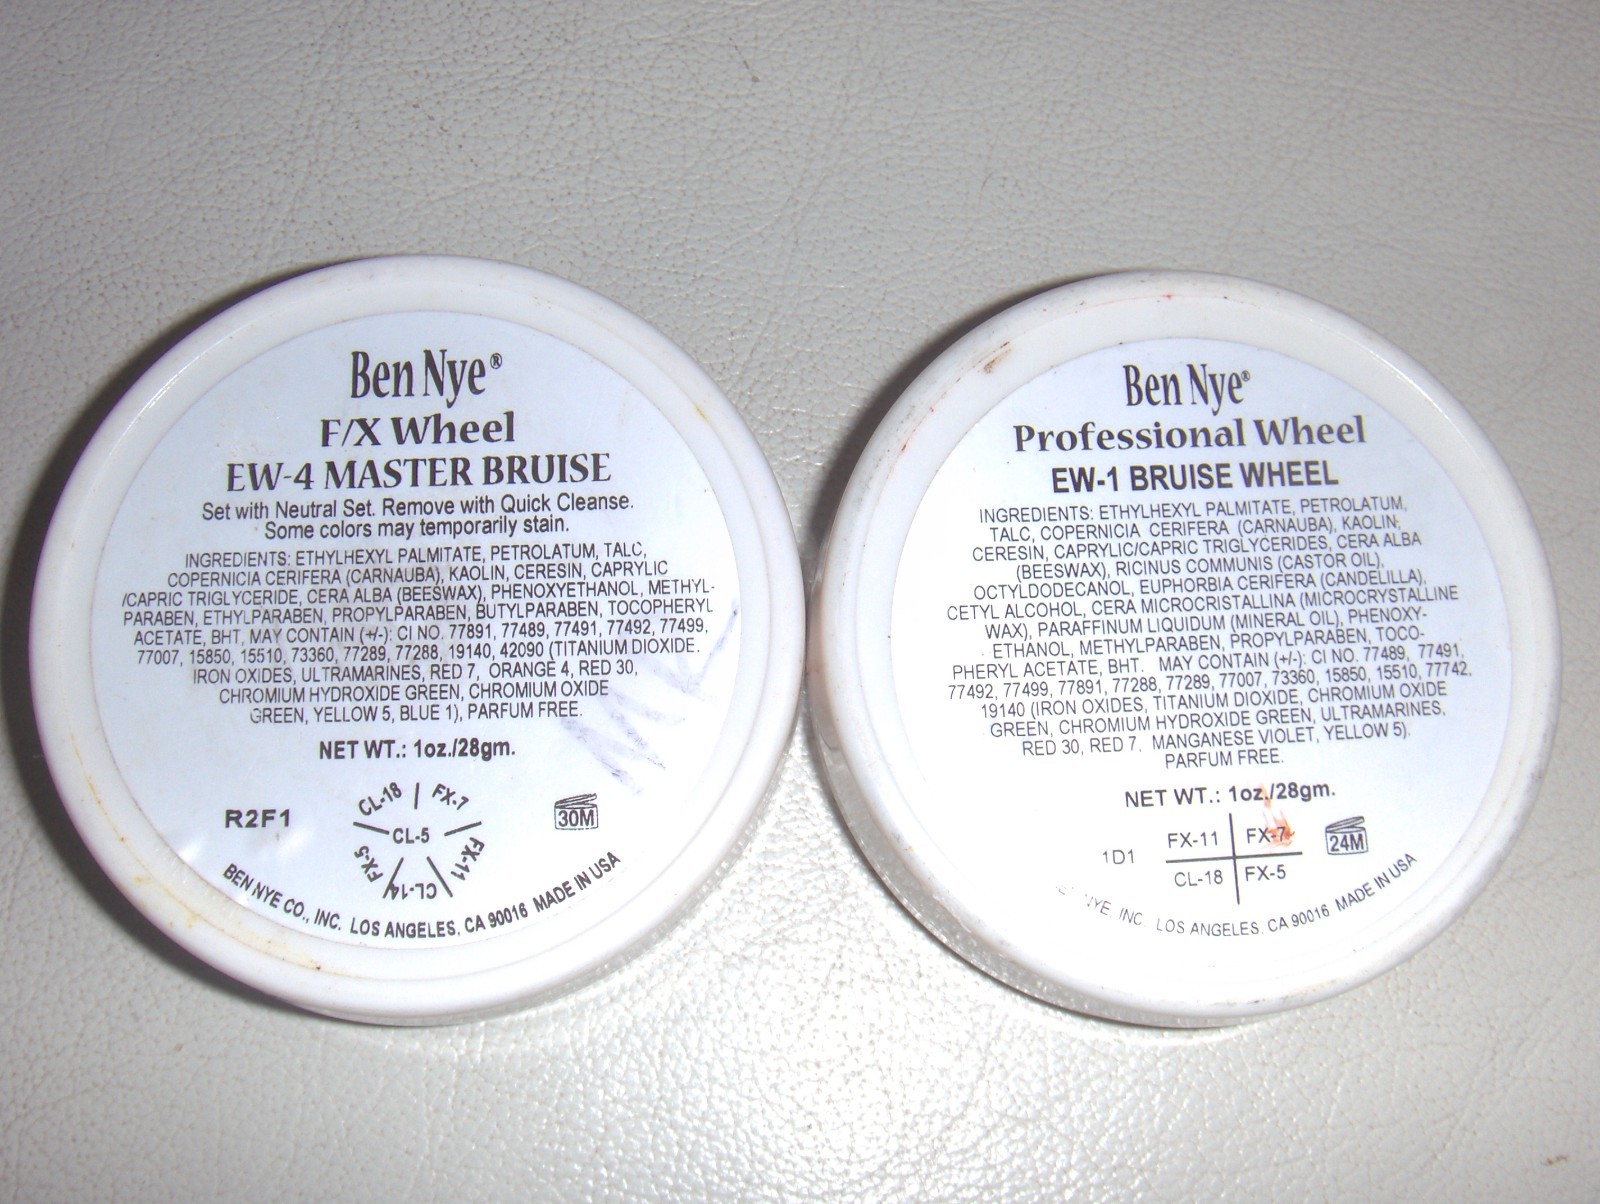 Ben Nye®
F/X Wheel
EW-4 MASTER BRUISE
Set with Neutral Set. Remove with Quick Cleanse.
Some colors may temporarily stain.
INGREDIENTS: ETHYLHEXYL PALMITATE, PETROLATUM, TALC,
COPERNICIA CERIFERA (CARNAUBA), KAOLIN, CERESIN, CAPRYLIC
/CAPRIC TRIGLYCERIDE, CERA ALBA (BEESWAX), PHENOXYETHANOL, METHYL-
PARABEN, ETHYLPARABEN, PROPYLPARABEN, BUTYLPARABEN, TOCOPHERYL
ACETATE, BHT, MAY CONTAIN (+/-): CI NO. 77891, 77489, 77491, 77492, 77499,
77007, 15850, 15510, 73360, 77289, 77288, 19140, 42090 (TITANIUM DIOXIDE.
IRON OXIDES, ULTRAMARINES, RED 7, ORANGE 4, RED 30,
CHROMIUM HYDROXIDE GREEN, CHROMIUM OXIDE
GREEN, YELLOW 5, BLUE 1), PARFUM FREE.
NET WT.: 1oz./28gm.
CL-18 FX-7
R2F1 CL-5 30M
FX-5 CL-14 FX-11
BEN NYE CO., INC. LOS ANGELES. CA 90016 MADE IN USA
Ben Nye®
Professional Wheel
EW-1 BRUISE WHEEL
INGREDIENTS: ETHYLHEXYL PALMITATE, PETROLATUM,
TALC, COPERNICIA CERIFERA (CARNAUBA), KAOLIN,
CERESIN, CAPRYLIC/CAPRIC TRIGLYCERIDES, CERA ALBA
(BEESWAX), RICINUS COMMUNIS (CASTOR OIL),
OCTYLDODECANOL, EUPHORBIA CERIFERA (CANDELILLA),
CETYL ALCOHOL, CERA MICROCRISTALLINA (MICROCRYSTALLINE
WAX), PARAFFINUM LIQUIDUM (MINERAL OIL), PHENOXY-
ETHANOL, METHYLPARABEN, PROPYLPARABEN, TOCO-
PHERYL ACETATE, BHT. MAY CONTAIN (+/-): CI NO. 77489, 77491,
77492, 77499, 77891, 77288, 77289, 77007, 73360, 15850, 15510, 77742,
19140 (IRON OXIDES, TITANIUM DIOXIDE, CHROMIUM OXIDE
GREEN, CHROMIUM HYDROXIDE GREEN, ULTRAMARINES,
RED 30, RED 7. MANGANESE VIOLET, YELLOW 5).
PARFUM FREE.
NET WT.: 1oz./28gm.
FX-11 FX-7
1D1 24M
CL-18 FX-5
NYE, INC LOS ANGELES. CA 90016 MADE IN USA